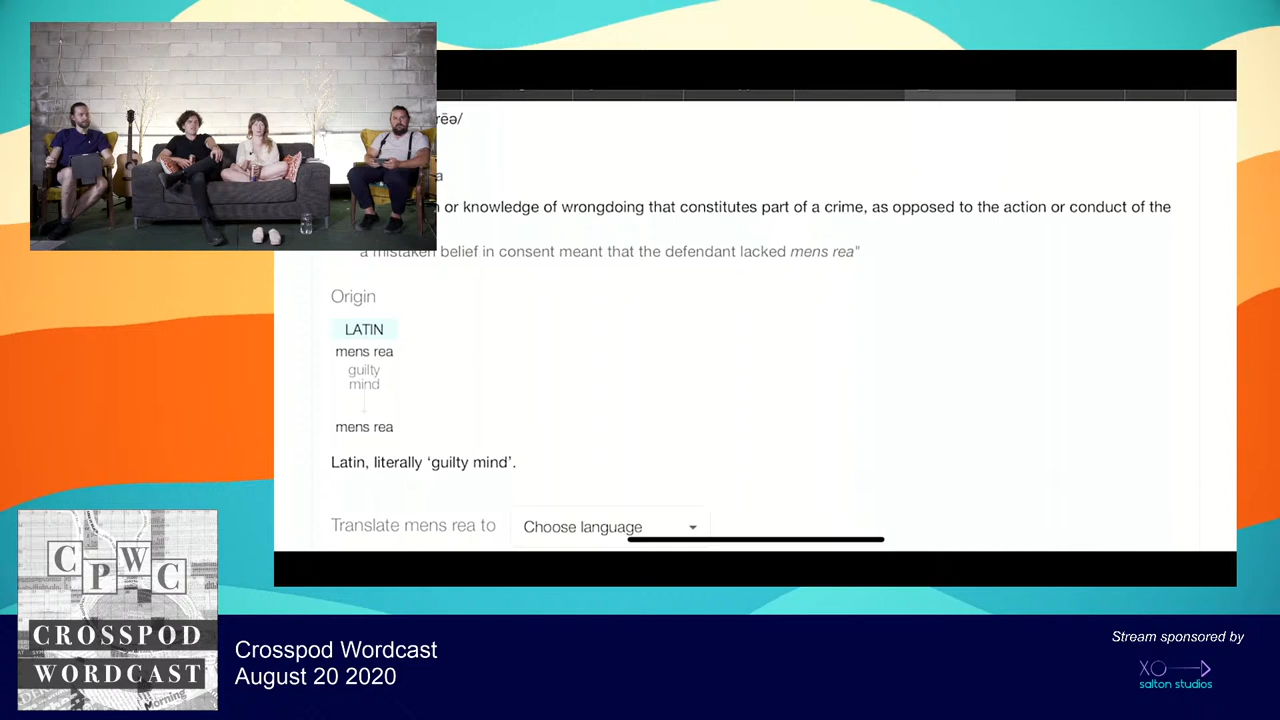 rēə/
a
n or knowledge of wrongdoing that constitutes part of a crime, as opposed to the action or conduct of the
a mistaken belief in consent meant that the defendant lacked mens rea"
Origin
LATIN
mens rea
guilty
mind
mens rea
Latin, literally ‘guilty mind’.
Translate mens rea to
Choose language
C W
P C
CROSSPOD
WORDCAST
Morning
Crosspod Wordcast
August 20 2020
Stream sponsored by
XO
salton studios